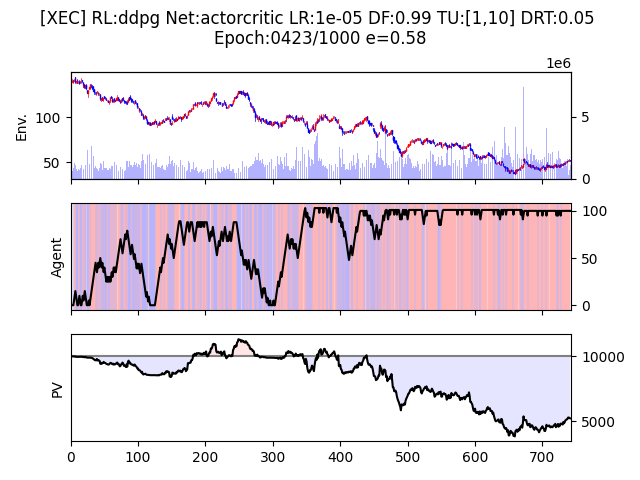 [XEC] RL:ddpg Net:actorcritic LR:1e-05 DF:0.99 TU:[1,10] DRT:0.05
Epoch:0423/1000 e=0.58
1e6
Env.
100
50
5
0
Agent
100
50
0
PV
10000
5000
0 100 200 300 400 500 600 700